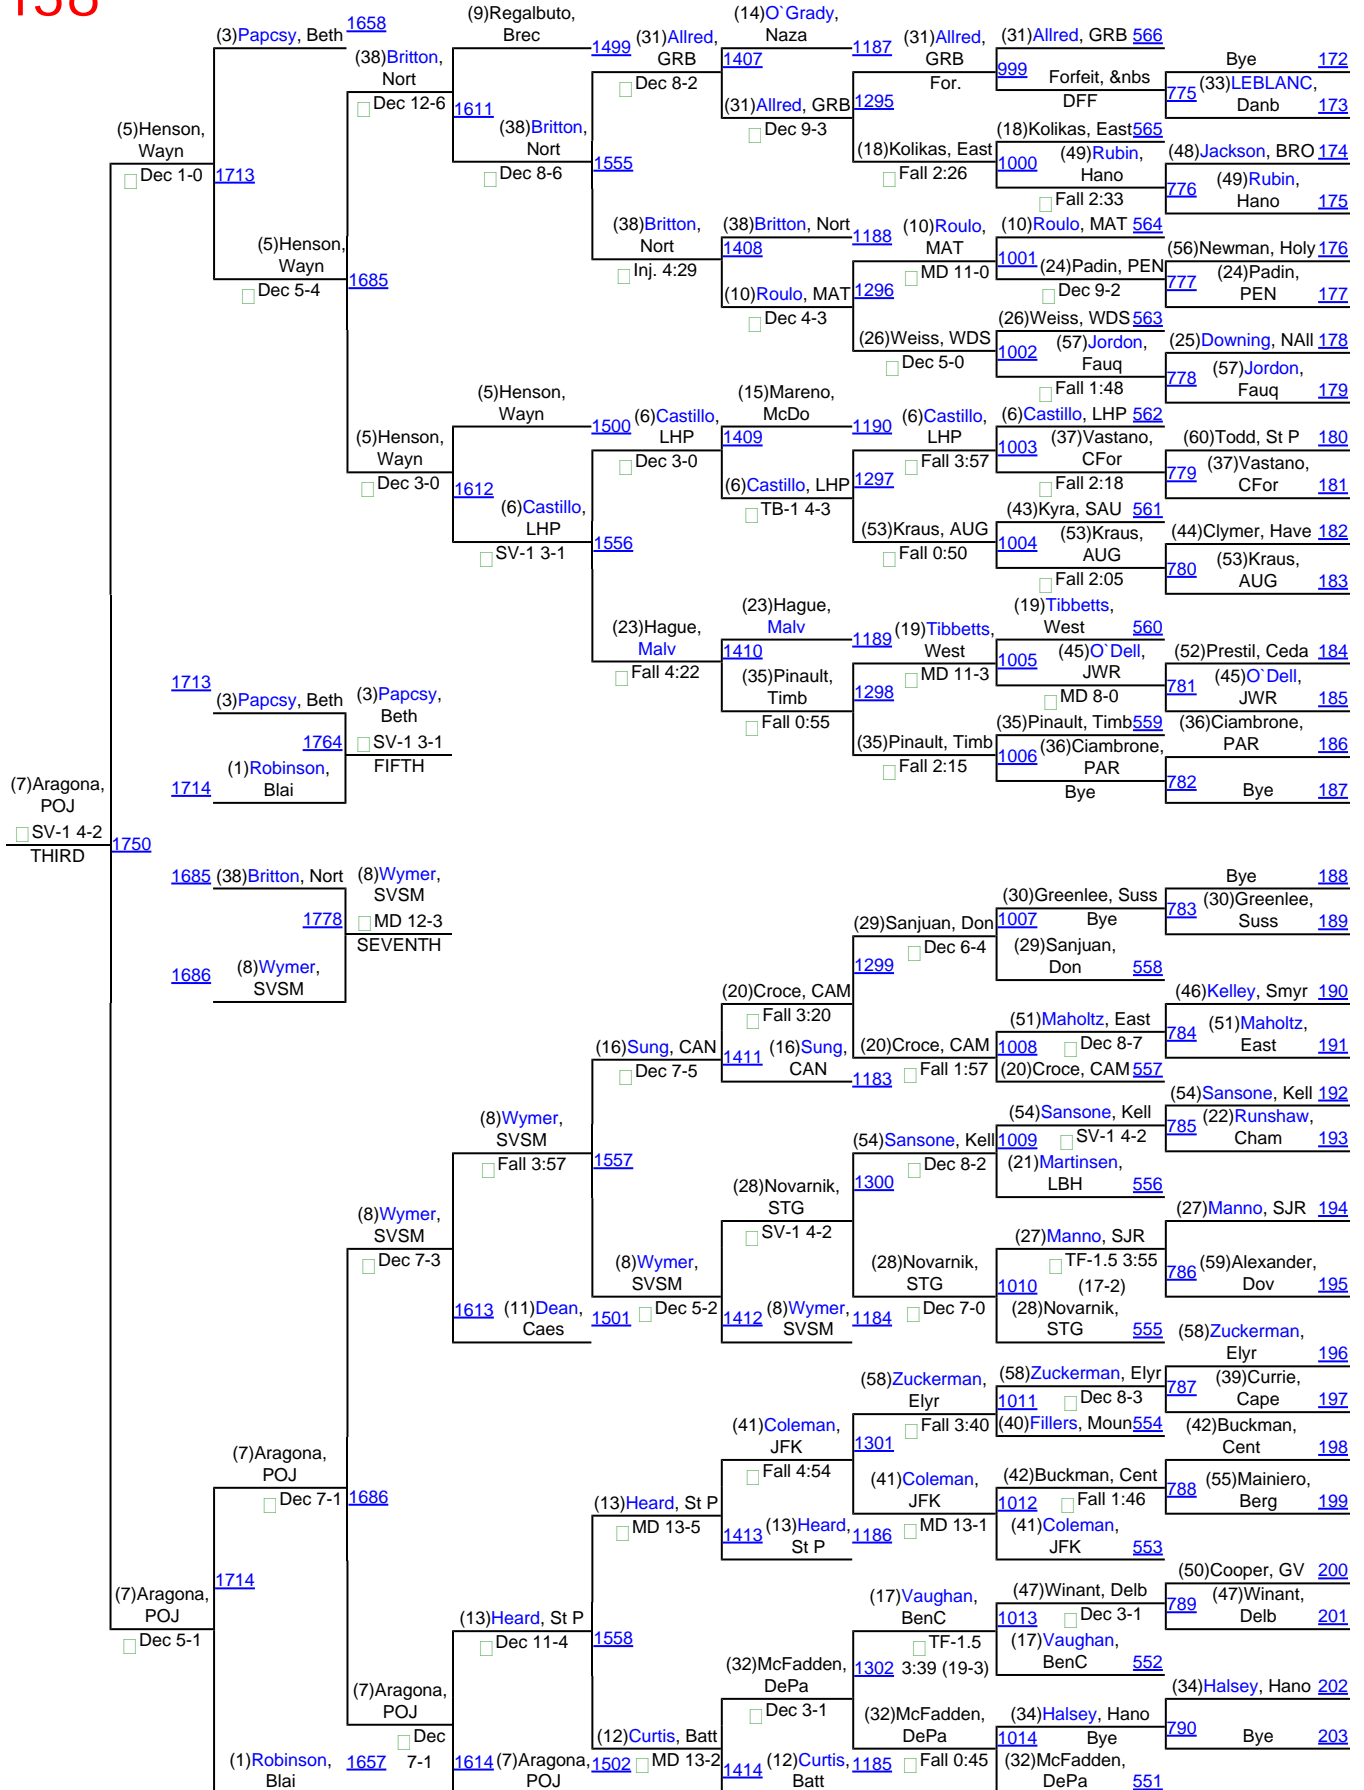 (3)Papcsy, Beth 1658
(38)Britton,
Nort
Dec 12-6
(9)Regalbuto,
Brec
1499
(31)Allred,
GRB
Dec 8-2
(14)O`Grady,
Naza
1407
1187
(31)Allred,
GRB
For.
(31)Allred, GRB 566
999
Forfeit, &nbs
DFF
Bye 172
775
(33)LEBLANC,
Danb 173
(5)Henson,
Wayn
Dec 1-0
1713
1611
(38)Britton,
Nort
Dec 8-6
1555
(31)Allred, GRB
Dec 9-3
1295
(18)Kolikas, East
Fall 2:26
(18)Kolikas, East 565
1000
(49)Rubin,
Hano
Fall 2:33
(48)Jackson, BRO 174
776
(49)Rubin,
Hano 175
(5)Henson,
Wayn
Dec 5-4
1685
(38)Britton,
Nort
Inj. 4:29
(38)Britton, Nort
1408
1188
(10)Roulo,
MAT
MD 11-0
(10)Roulo, MAT 564
1001
(24)Padin, PEN
Dec 9-2
(56)Newman, Holy 176
777
(24)Padin,
PEN 177
(10)Roulo, MAT
Dec 4-3
1296
(26)Weiss, WDS
Dec 5-0
(26)Weiss, WDS 563
1002
(57)Jordon,
Fauq
Fall 1:48
(25)Downing, NAll 178
778
(57)Jordon,
Fauq 179
(5)Henson,
Wayn
Dec 3-0
(5)Henson,
Wayn
1500
(6)Castillo,
LHP
Dec 3-0
(15)Mareno,
McDo
1409
1190
(6)Castillo,
LHP
Fall 3:57
(6)Castillo, LHP 562
1003
(37)Vastano,
CFor
Fall 2:18
(60)Todd, St P 180
779
(37)Vastano,
CFor 181
1612
(6)Castillo,
LHP
SV-1 3-1
1556
(6)Castillo, LHP
TB-1 4-3
1297
(53)Kraus, AUG
Fall 0:50
(43)Kyra, SAU 561
1004
(53)Kraus,
AUG
Fall 2:05
(44)Clymer, Have 182
780
(53)Kraus,
AUG 183
(23)Hague,
Malv
Fall 4:22
(23)Hague,
Malv
1410
1189
(19)Tibbetts,
West
MD 11-3
(19)Tibbetts,
West 560
1005
(45)O`Dell,
JWR
MD 8-0
(52)Prestil, Ceda 184
781
(45)O`Dell,
JWR 185
(35)Pinault,
Timb
Fall 0:55
1298
(35)Pinault, Timb
Fall 2:15
(35)Pinault, Timb 559
1006
(36)Ciambrone,
PAR
Bye
(36)Ciambrone,
PAR 186
782
Bye 187
1713
(3)Papcsy, Beth
1764
(3)Papcsy,
Beth
SV-1 3-1
FIFTH
1714
(1)Robinson,
Blai
(7)Aragona,
POJ
SV-1 4-2
THIRD
1750
1685
(38)Britton, Nort
1778
(8)Wymer,
SVSM
MD 12-3
SEVENTH
1686
(8)Wymer,
SVSM
(29)Sanjuan, Don
Dec 6-4
(30)Greenlee, Suss
1007
Bye
(29)Sanjuan,
Don 558
Bye 188
783
(30)Greenlee,
Suss 189
(20)Croce, CAM
Fall 3:20
1299
(20)Croce, CAM
Fall 1:57
(51)Maholtz, East
1008
Dec 8-7
(20)Croce, CAM 557
(46)Kelley, Smyr 190
784
(51)Maholtz,
East 191
(16)Sung, CAN
Dec 7-5
1411
(16)Sung,
CAN
1183
(8)Wymer,
SVSM
Fall 3:57
1557
(54)Sansone, Kell
Dec 8-2
(54)Sansone, Kell
1009
SV-1 4-2
(21)Martinsen,
LBH 556
(54)Sansone, Kell 192
785
(22)Runshaw,
Cham 193
(8)Wymer,
SVSM
Dec 7-3
(28)Novarnik,
STG
SV-1 4-2
1300
(28)Novarnik,
STG
Dec 7-0
(27)Manno, SJR
TF-1.5 3:55
(17-2)
1010
(28)Novarnik,
STG 555
(27)Manno, SJR 194
786
(59)Alexander,
Dov 195
1613
(11)Dean,
Caes
1501
(8)Wymer,
SVSM
Dec 5-2
1412
(8)Wymer,
SVSM
1184
(58)Zuckerman,
Elyr
Fall 3:40
(58)Zuckerman, Elyr
1011
Dec 8-3
(40)Fillers, Moun 554
(58)Zuckerman,
Elyr 196
787
(39)Currie,
Cape 197
(41)Coleman,
JFK
Fall 4:54
1301
(41)Coleman,
JFK
MD 13-1
(42)Buckman, Cent
1012
Fall 1:46
(41)Coleman,
JFK 553
(42)Buckman,
Cent 198
788
(55)Mainiero,
Berg 199
(7)Aragona,
POJ
Dec 7-1
1686
(13)Heard, St P
MD 13-5
1413
(13)Heard,
St P
1186
(7)Aragona,
POJ
Dec 5-1
1714
(13)Heard, St P
Dec 11-4
1558
(17)Vaughan,
BenC
TF-1.5
3:39 (19-3)
(47)Winant, Delb
1013
Dec 3-1
(17)Vaughan,
BenC 552
(50)Cooper, GV 200
789
(47)Winant,
Delb 201
(7)Aragona,
POJ
Dec
7-1
(32)McFadden,
DePa
Dec 3-1
1302
(32)McFadden,
DePa
Fall 0:45
(34)Halsey, Hano
1014
Bye
(32)McFadden,
DePa 551
(34)Halsey, Hano 202
790
Bye 203
(1)Robinson,
Blai
1657
1614
(7)Aragona,
POJ
1502
(12)Curtis, Batt
MD 13-2
1414
(12)Curtis,
Batt
1185